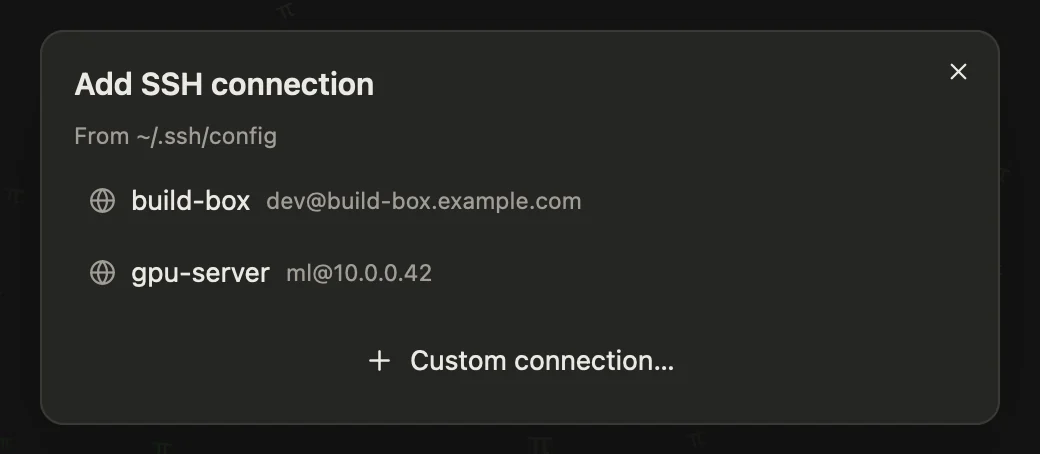 Add SSH connection
From ~/.ssh/config
build-box dev@build-box.example.com
gpu-server ml@10.0.0.42
+ Custom connection...